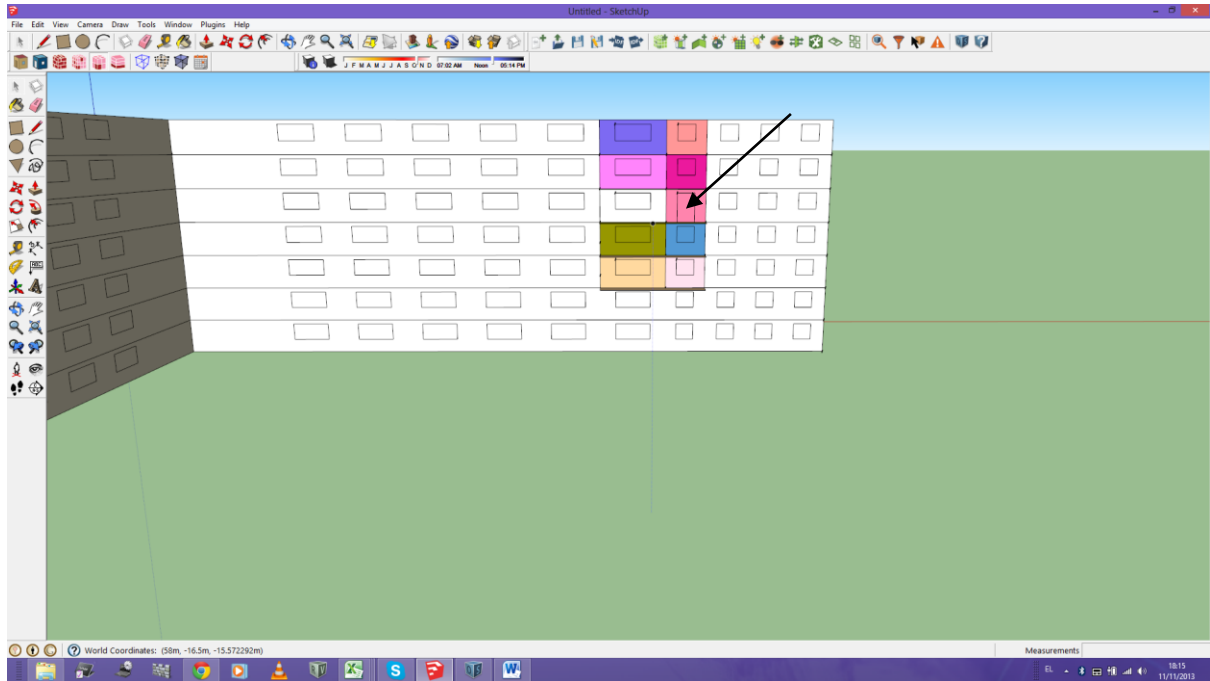 Untitled - SketchUp
File Edit View Camera Draw Tools Window Plugins Help
J F M A M J J A S O N D 07:02 AM Noon 05:14 PM
World Coordinates: (58m, -16.5m, -15.572292m)
Measurements
EL
18:15
11/11/2013